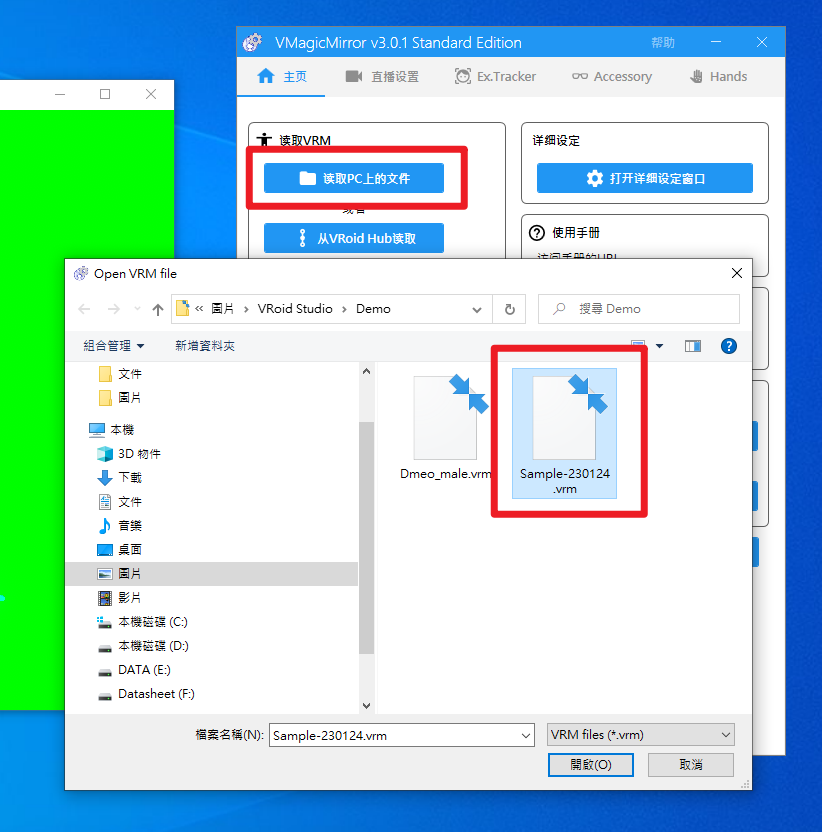 VMagicMirror v3.0.1 Standard Edition
帮助
主页
直播设置
Ex.Tracker
Accessory
Hands
读取VRM
读取PC上的文件
或者
从VRoid Hub读取
详细设定
打开详细设定窗口
使用手册
访问手册的URL
Open VRM file
« 圖片 › VRoid Studio › Demo
搜尋 Demo
組合管理
新增資料夾
文件
圖片
本機
3D 物件
下載
文件
音樂
桌面
圖片
影片
本機磁碟 (C:)
本機磁碟 (D:)
DATA (E:)
Datasheet (F:)
Dmeo_male.vrm
Sample-230124
.vrm
檔案名稱(N):
Sample-230124.vrm
VRM files (*.vrm)
開啟(O)
取消